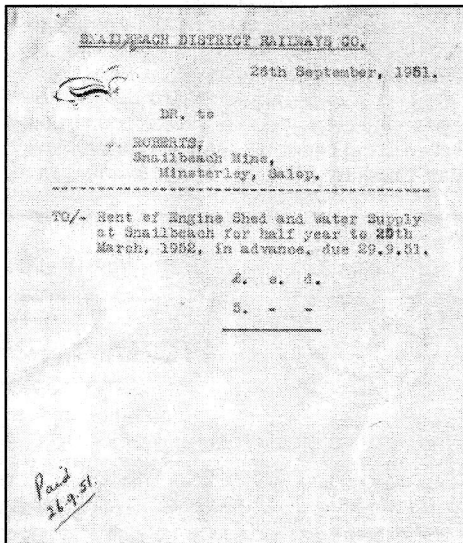 SNAILBEACH DISTRICT RAILWAYS CO.
26th September, 1951.
DR. to
ROBERTS,
Snailbeach Mine,
Minsterley, Salop.
TO/- Rent of Engine Shed and Water Supply
at Snailbeach for half year to 25th
March, 1952, in advance. due 29.9.51.
£. s. d.
5. - -
Paid
26.9.51.